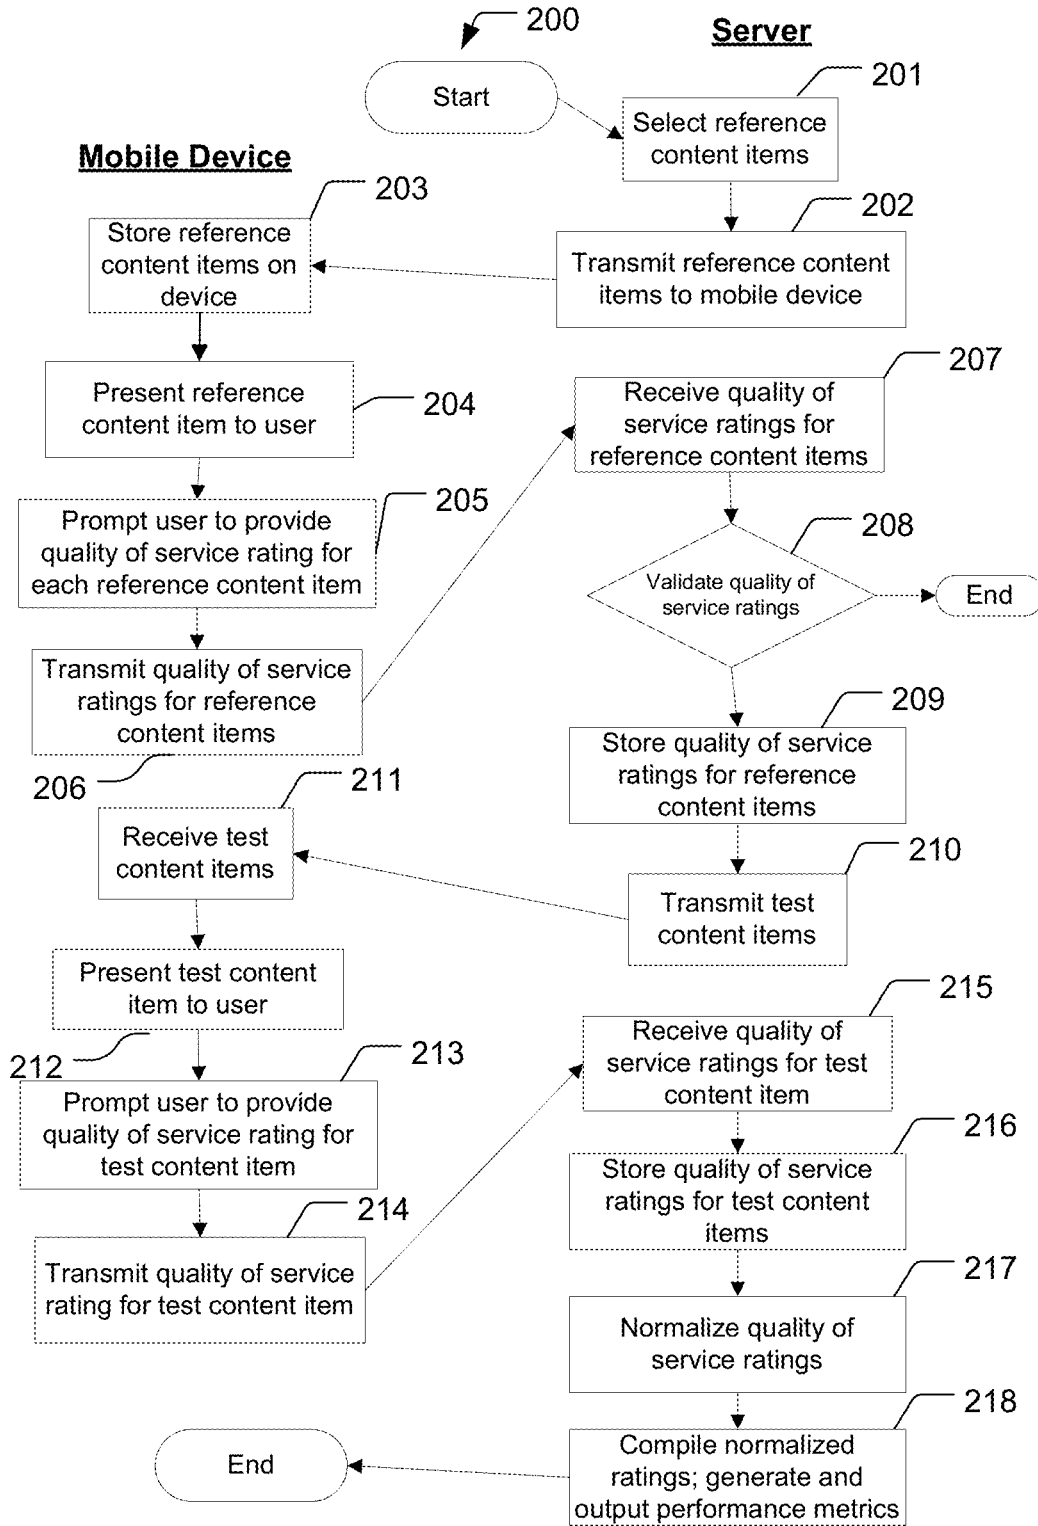 200
Server
Start
201
Select reference
content items
Mobile Device
203
202
Store reference
content items on
device
Transmit reference content
items to mobile device
207
Present reference
content item to user
204
Receive quality of
service ratings for
reference content items
205
Prompt user to provide
quality of service rating for
each reference content item
208
Validate quality of
service ratings
End
Transmit quality of service
ratings for reference
content items
206
209
Store quality of service
ratings for reference
content items
211
Receive test
content items
210
Transmit test
content items
Present test content
item to user
212
215
Receive quality of
service ratings for test
content item
213
Prompt user to provide
quality of service rating for
test content item
216
Store quality of service
ratings for test content
items
214
Transmit quality of service
rating for test content item
217
Normalize quality of
service ratings
218
Compile normalized
ratings; generate and
output performance metrics
End